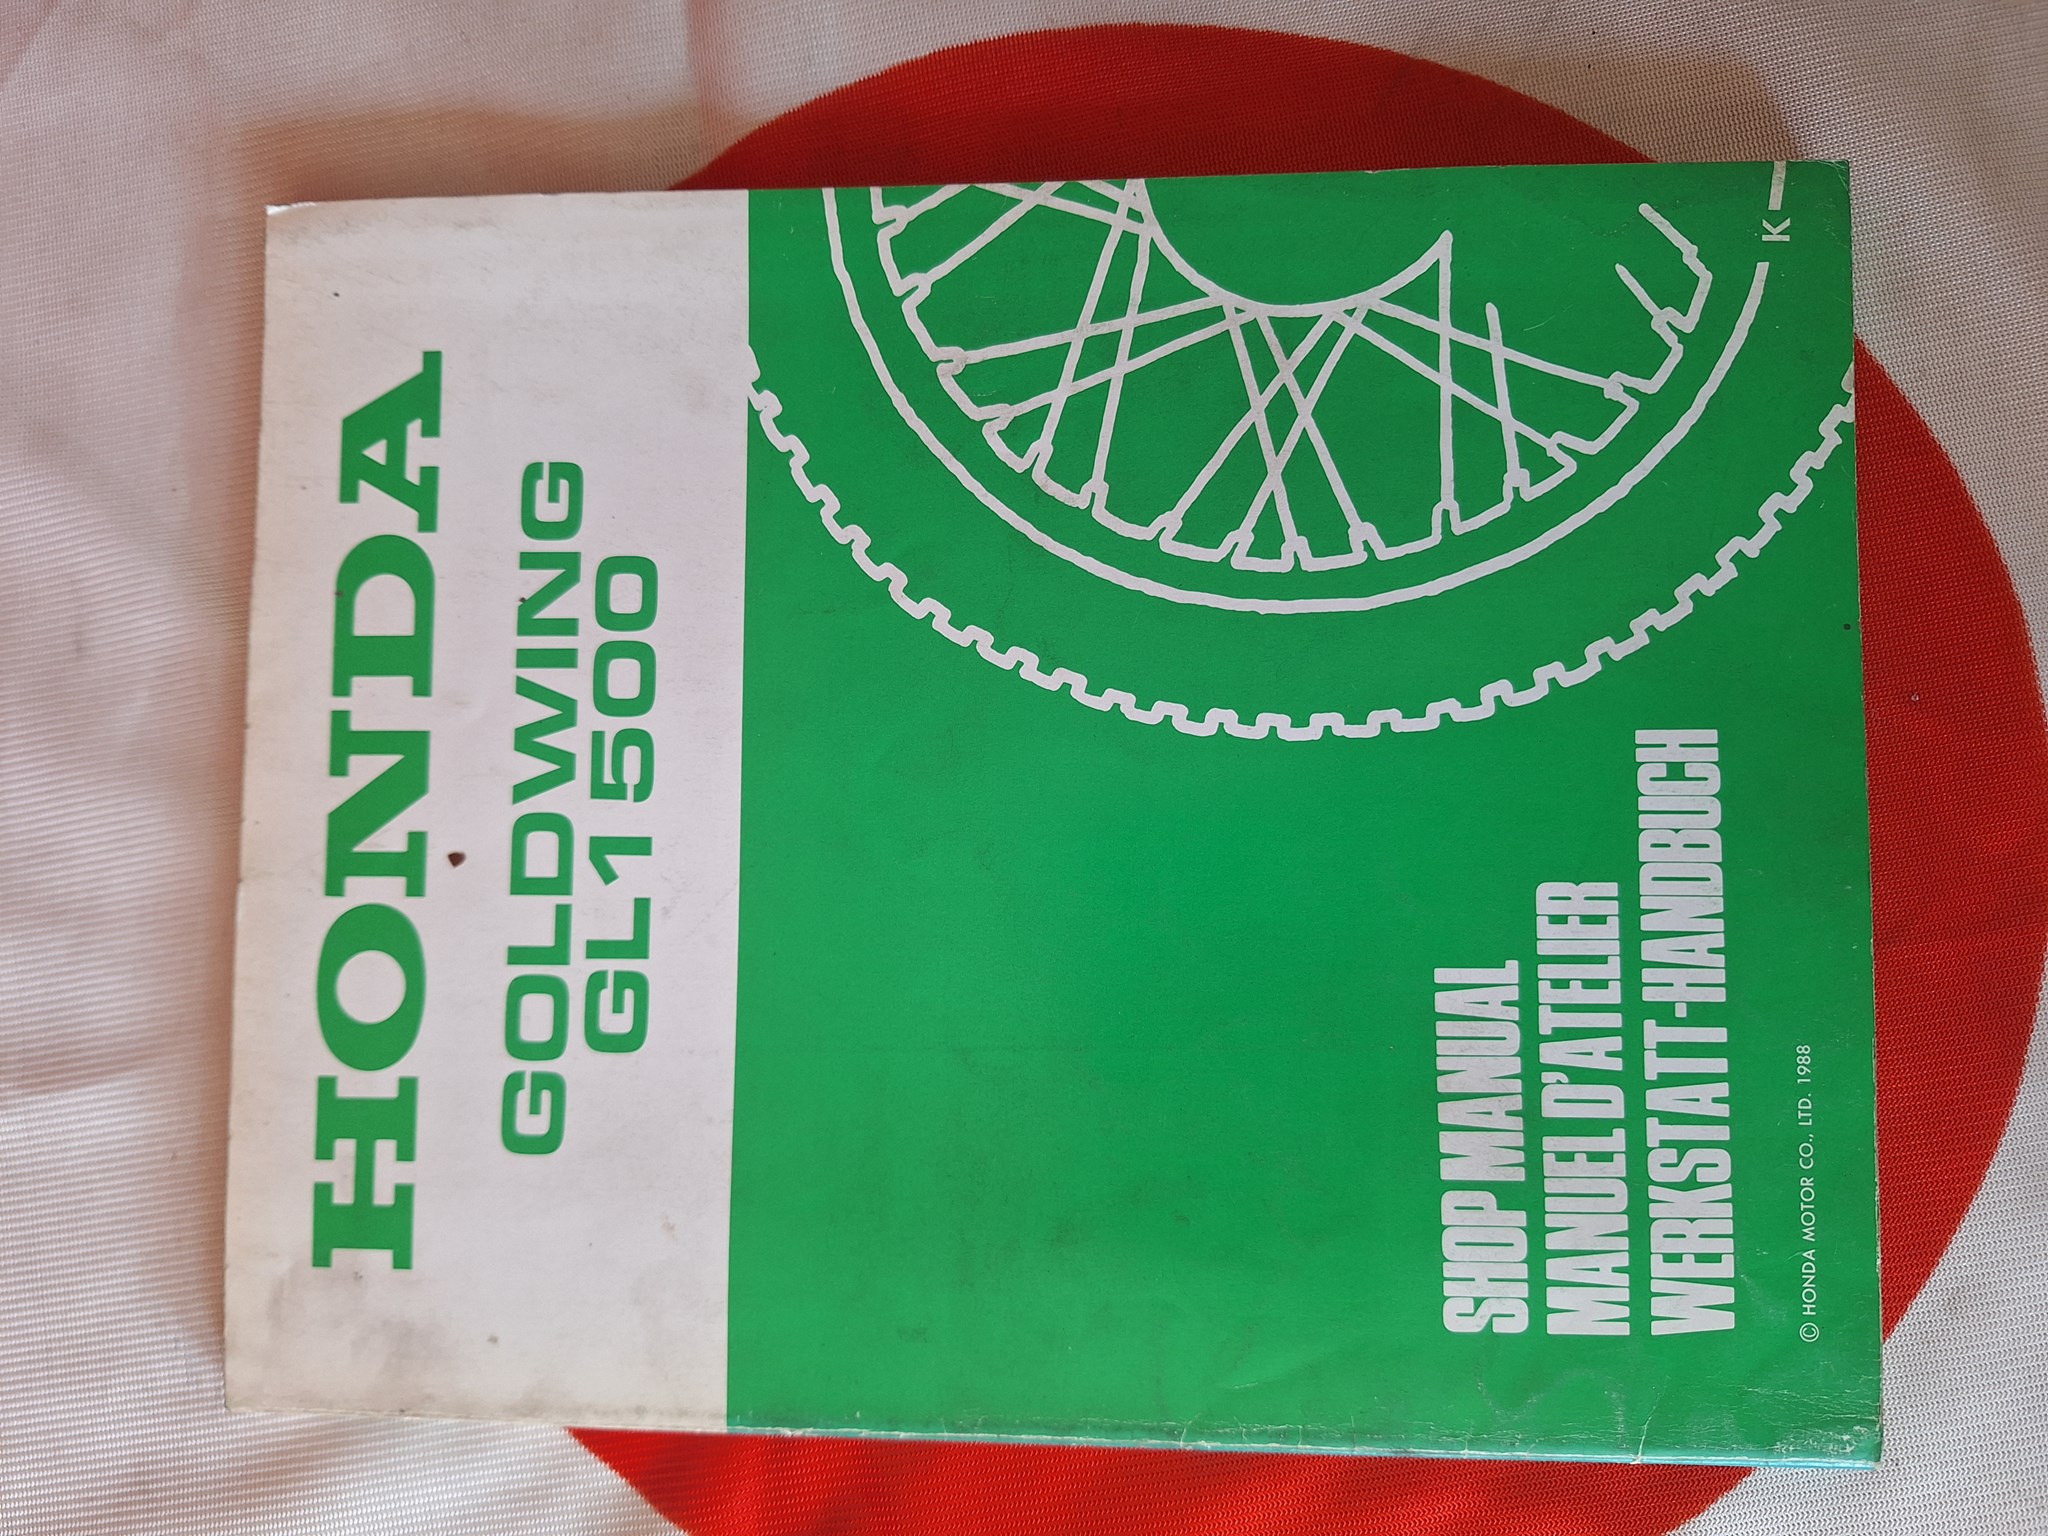 HONDA
GOLDWING
GL1500
K
SHOP MANUAL
MANUEL D'ATELIER
WERKSTATT-HANDBUCH
© HONDA MOTOR CO., LTD. 1988